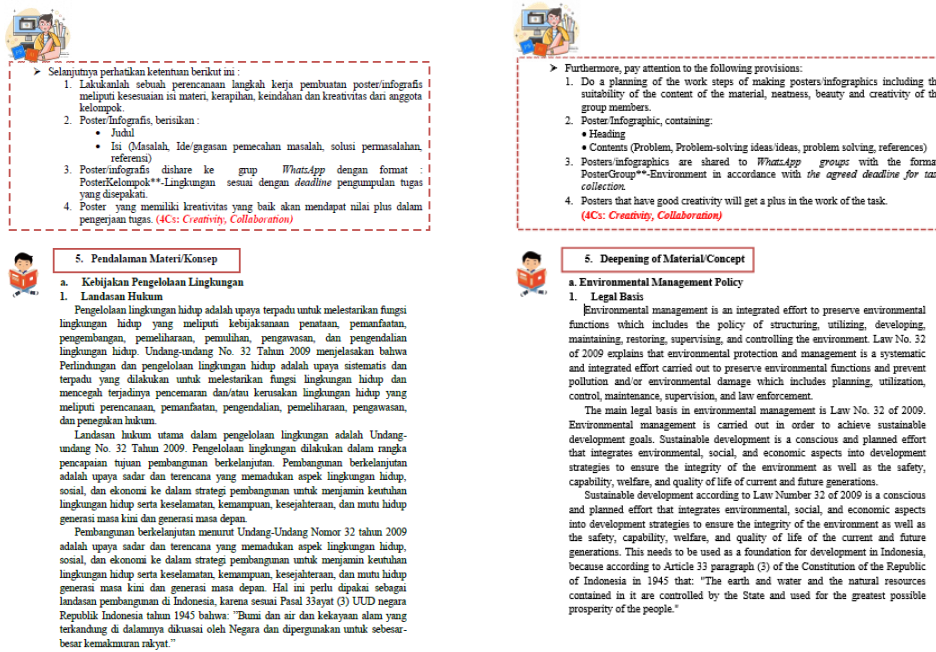 ➢ Selanjutnya perhatikan ketentuan berikut ini :
1. Lakukanlah sebuah perencanaan langkah kerja pembuatan poster/infografis
meliputi kesesuaian isi materi, kerapihan, keindahan dan kreativitas dari anggota
kelompok.
2. Poster/Infografis, berisikan :
• Judul
• Isi (Masalah, Ide/gagasan pemecahan masalah, solusi permasalahan,
referensi)
3. Poster/infografis dishare ke grup WhatsApp dengan format :
PosterKelompok**-Lingkungan sesuai dengan deadline pengumpulan tugas
yang disepakati.
4. Poster yang memiliki kreativitas yang baik akan mendapat nilai plus dalam
pengerjaan tugas. (4Cs: Creativity, Collaboration)
5. Pendalaman Materi/Konsep
a. Kebijakan Pengelolaan Lingkungan
1. Landasan Hukum
Pengelolaan lingkungan hidup adalah upaya terpadu untuk melestarikan fungsi
lingkungan hidup yang meliputi kebijaksanaan penataan, pemanfaatan,
pengembangan, pemeliharaan, pemulihan, pengawasan, dan pengendalian
lingkungan hidup. Undang-undang No. 32 Tahun 2009 menjelaskan bahwa
Perlindungan dan pengelolaan lingkungan hidup adalah upaya sistematis dan
terpadu yang dilakukan untuk melestarikan fungsi lingkungan hidup dan
mencegah terjadinya pencemaran dan/atau kerusakan lingkungan hidup yang
meliputi perencanaan, pemanfaatan, pengendalian, pemeliharaan, pengawasan,
dan penegakan hukum.
Landasan hukum utama dalam pengelolaan lingkungan adalah Undang-
undang No. 32 Tahun 2009. Pengelolaan lingkungan dilakukan dalam rangka
pencapaian tujuan pembangunan berkelanjutan. Pembangunan berkelanjutan
adalah upaya sadar dan terencana yang memadukan aspek lingkungan hidup,
sosial, dan ekonomi ke dalam strategi pembangunan untuk menjamin keutuhan
lingkungan hidup serta keselamatan, kemampuan, kesejahteraan, dan mutu hidup
generasi masa kini dan generasi masa depan.
Pembangunan berkelanjutan menurut Undang-Undang Nomor 32 tahun 2009
adalah upaya sadar dan terencana yang memadukan aspek lingkungan hidup,
sosial, dan ekonomi ke dalam strategi pembangunan untuk menjamin keutuhan
lingkungan hidup serta keselamatan, kemampuan, kesejahteraan, dan mutu hidup
generasi masa kini dan generasi masa depan. Hal ini perlu dipakai sebagai
landasan pembangunan di Indonesia, karena sesuai Pasal 33ayat (3) UUD negara
Republik Indonesia tahun 1945 bahwa: ”Bumi dan air dan kekayaan alam yang
terkandung di dalamnya dikuasai oleh Negara dan dipergunakan untuk sebesar-
besar kemakmuran rakyat.”
➢ Furthermore, pay attention to the following provisions:
1. Do a planning of the work steps of making posters/infographics including th
suitability of the content of the material, neatness, beauty and creativity of th
group members.
2. Poster/Infographic, containing:
• Heading
• Contents (Problem, Problem-solving ideas/ideas, problem solving, references)
3. Posters/infographics are shared to WhatsApp groups with the forma
PosterGroup**-Environment in accordance with the agreed deadline for tas
collection.
4. Posters that have good creativity will get a plus in the work of the task.
(4Cs: Creativity, Collaboration)
5. Deepening of Material/Concept
a. Environmental Management Policy
1. Legal Basis
Environmental management is an integrated effort to preserve environmental
functions which includes the policy of structuring, utilizing, developing,
maintaining, restoring, supervising, and controlling the environment. Law No. 32
of 2009 explains that environmental protection and management is a systematic
and integrated effort carried out to preserve environmental functions and prevent
pollution and/or environmental damage which includes planning, utilization,
control, maintenance, supervision, and law enforcement.
The main legal basis in environmental management is Law No. 32 of 2009.
Environmental management is carried out in order to achieve sustainable
development goals. Sustainable development is a conscious and planned effort
that integrates environmental, social, and economic aspects into development
strategies to ensure the integrity of the environment as well as the safety,
capability, welfare, and quality of life of current and future generations.
Sustainable development according to Law Number 32 of 2009 is a conscious
and planned effort that integrates environmental, social, and economic aspects
into development strategies to ensure the integrity of the environment as well as
the safety, capability, welfare, and quality of life of the current and future
generations. This needs to be used as a foundation for development in Indonesia,
because according to Article 33 paragraph (3) of the Constitution of the Republic
of Indonesia in 1945 that: "The earth and water and the natural resources
contained in it are controlled by the State and used for the greatest possible
prosperity of the people."